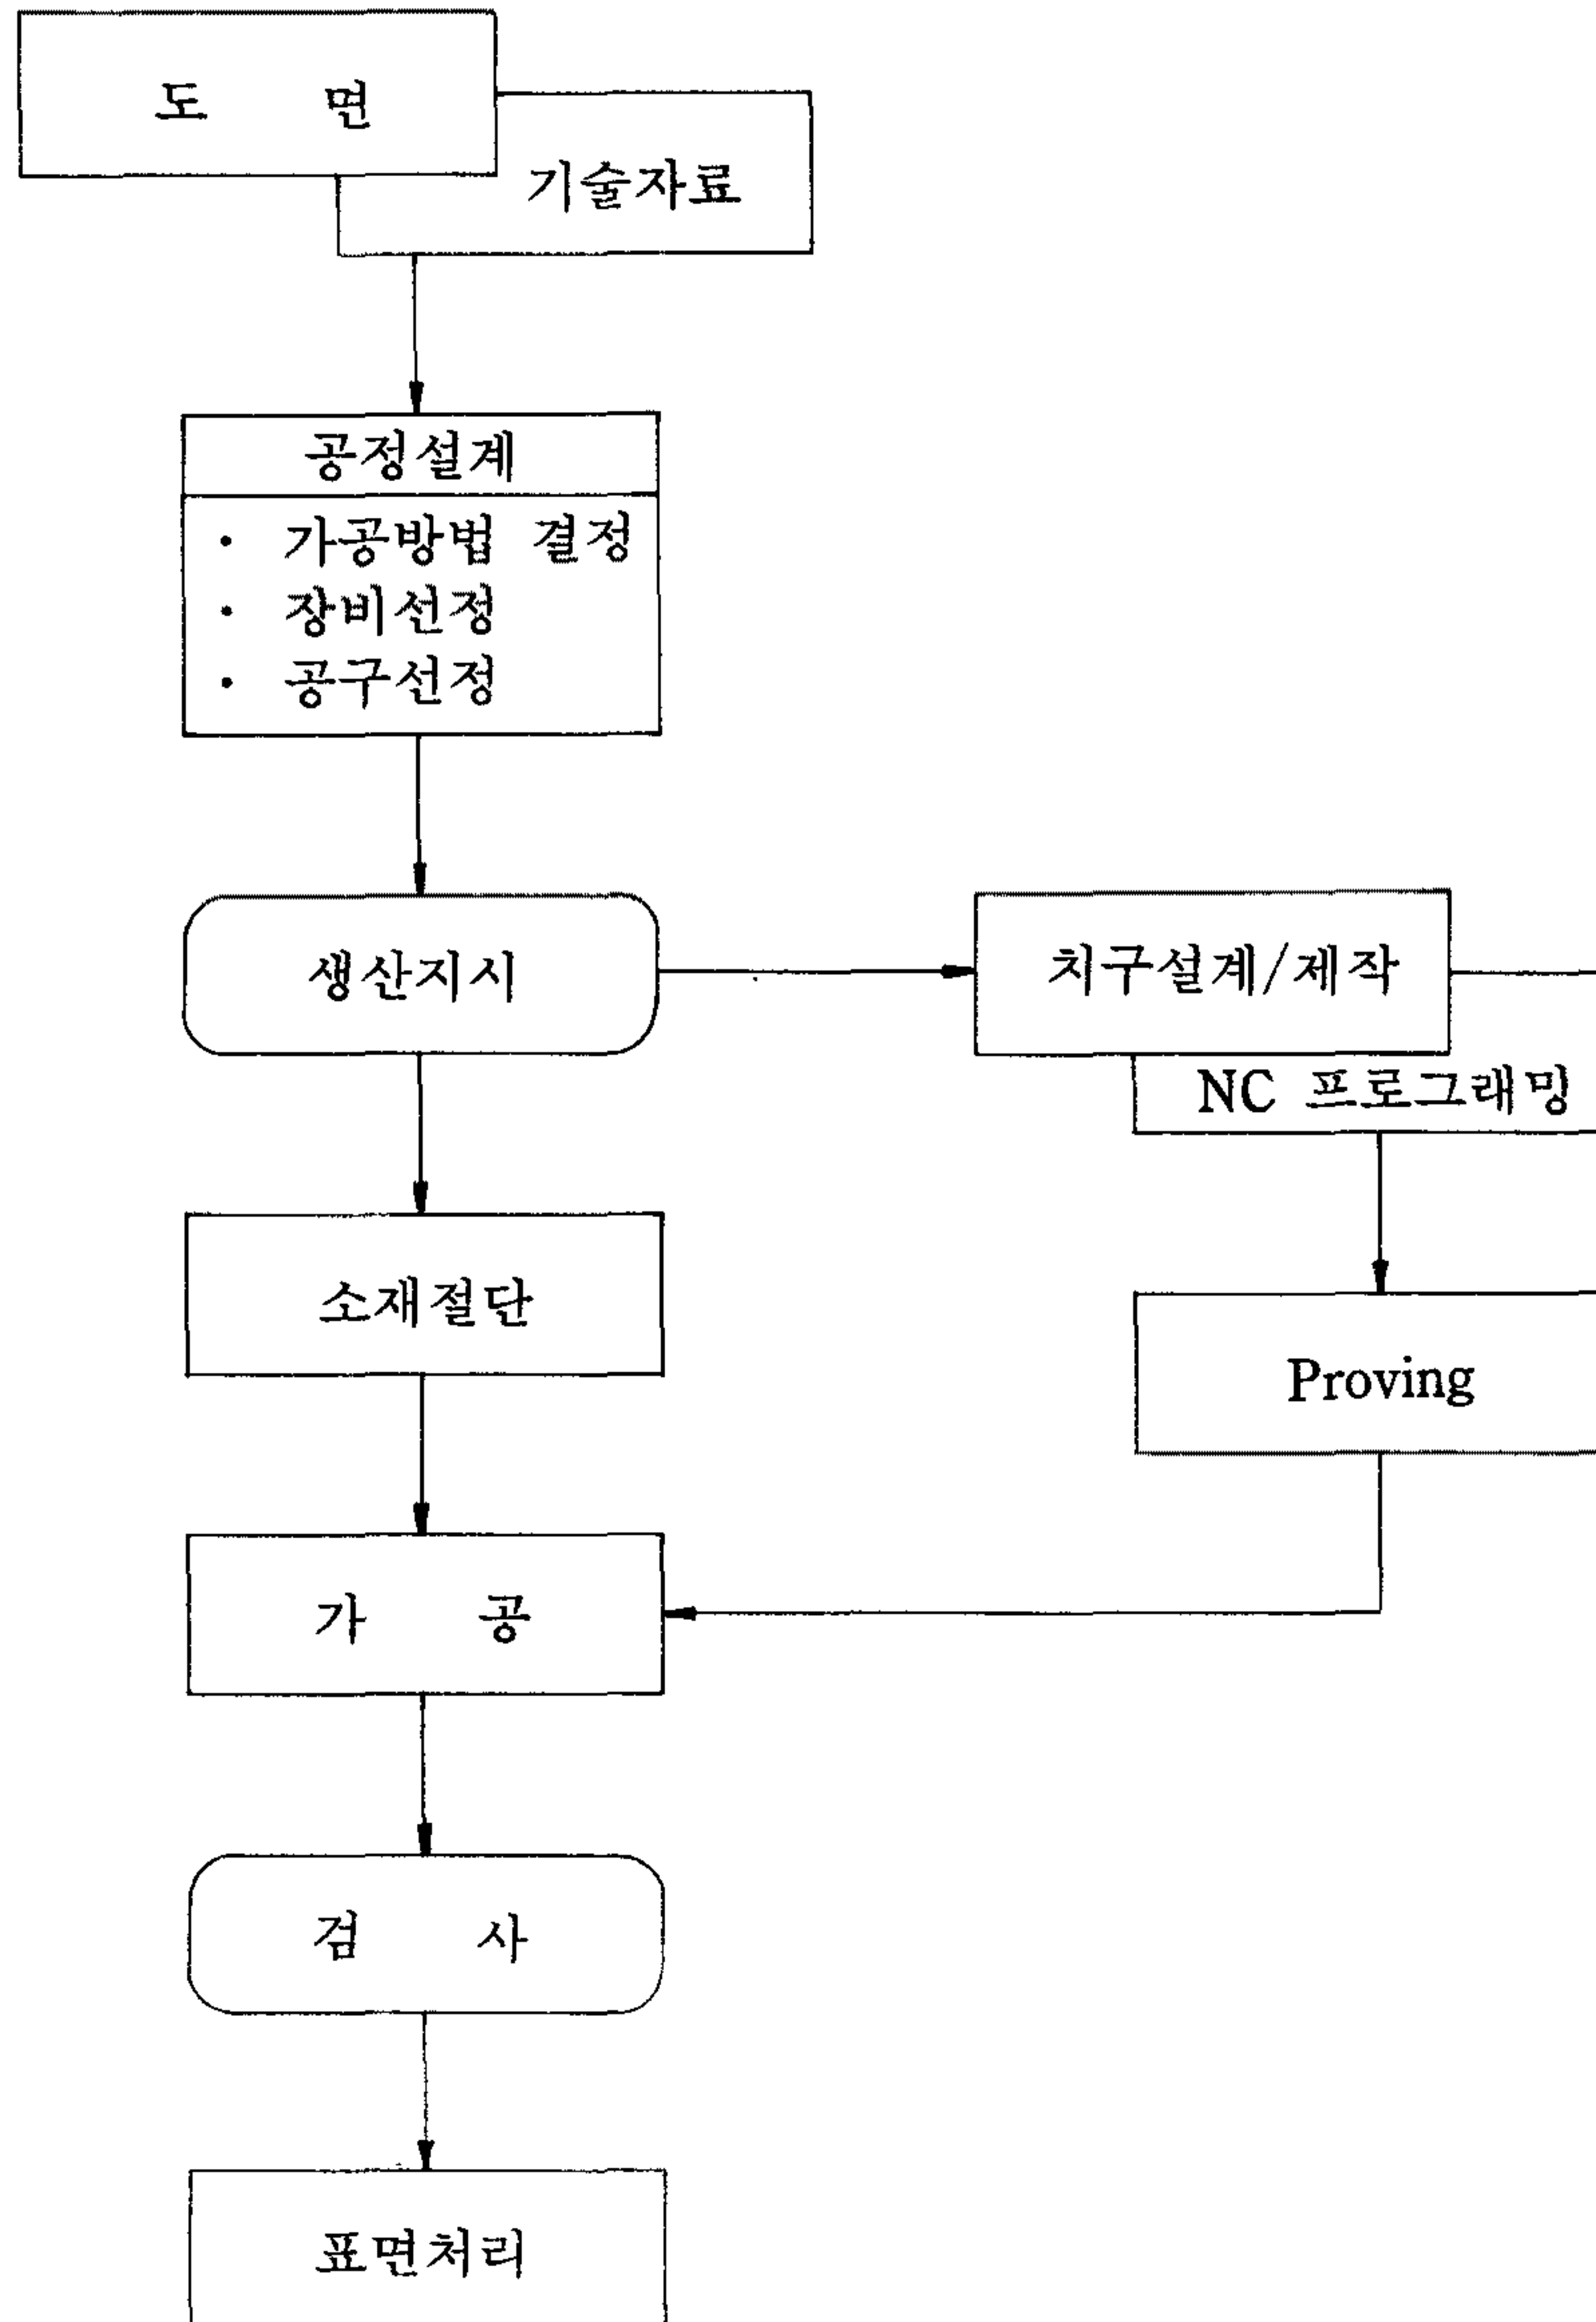 도 면
기술자료
공정설계
· 가공방법 결정
· 장비선정
· 공구선정
생산지시
치구설계/제작
NC 프로그래밍
소재절단
Proving
가 공
검 사
표면처리